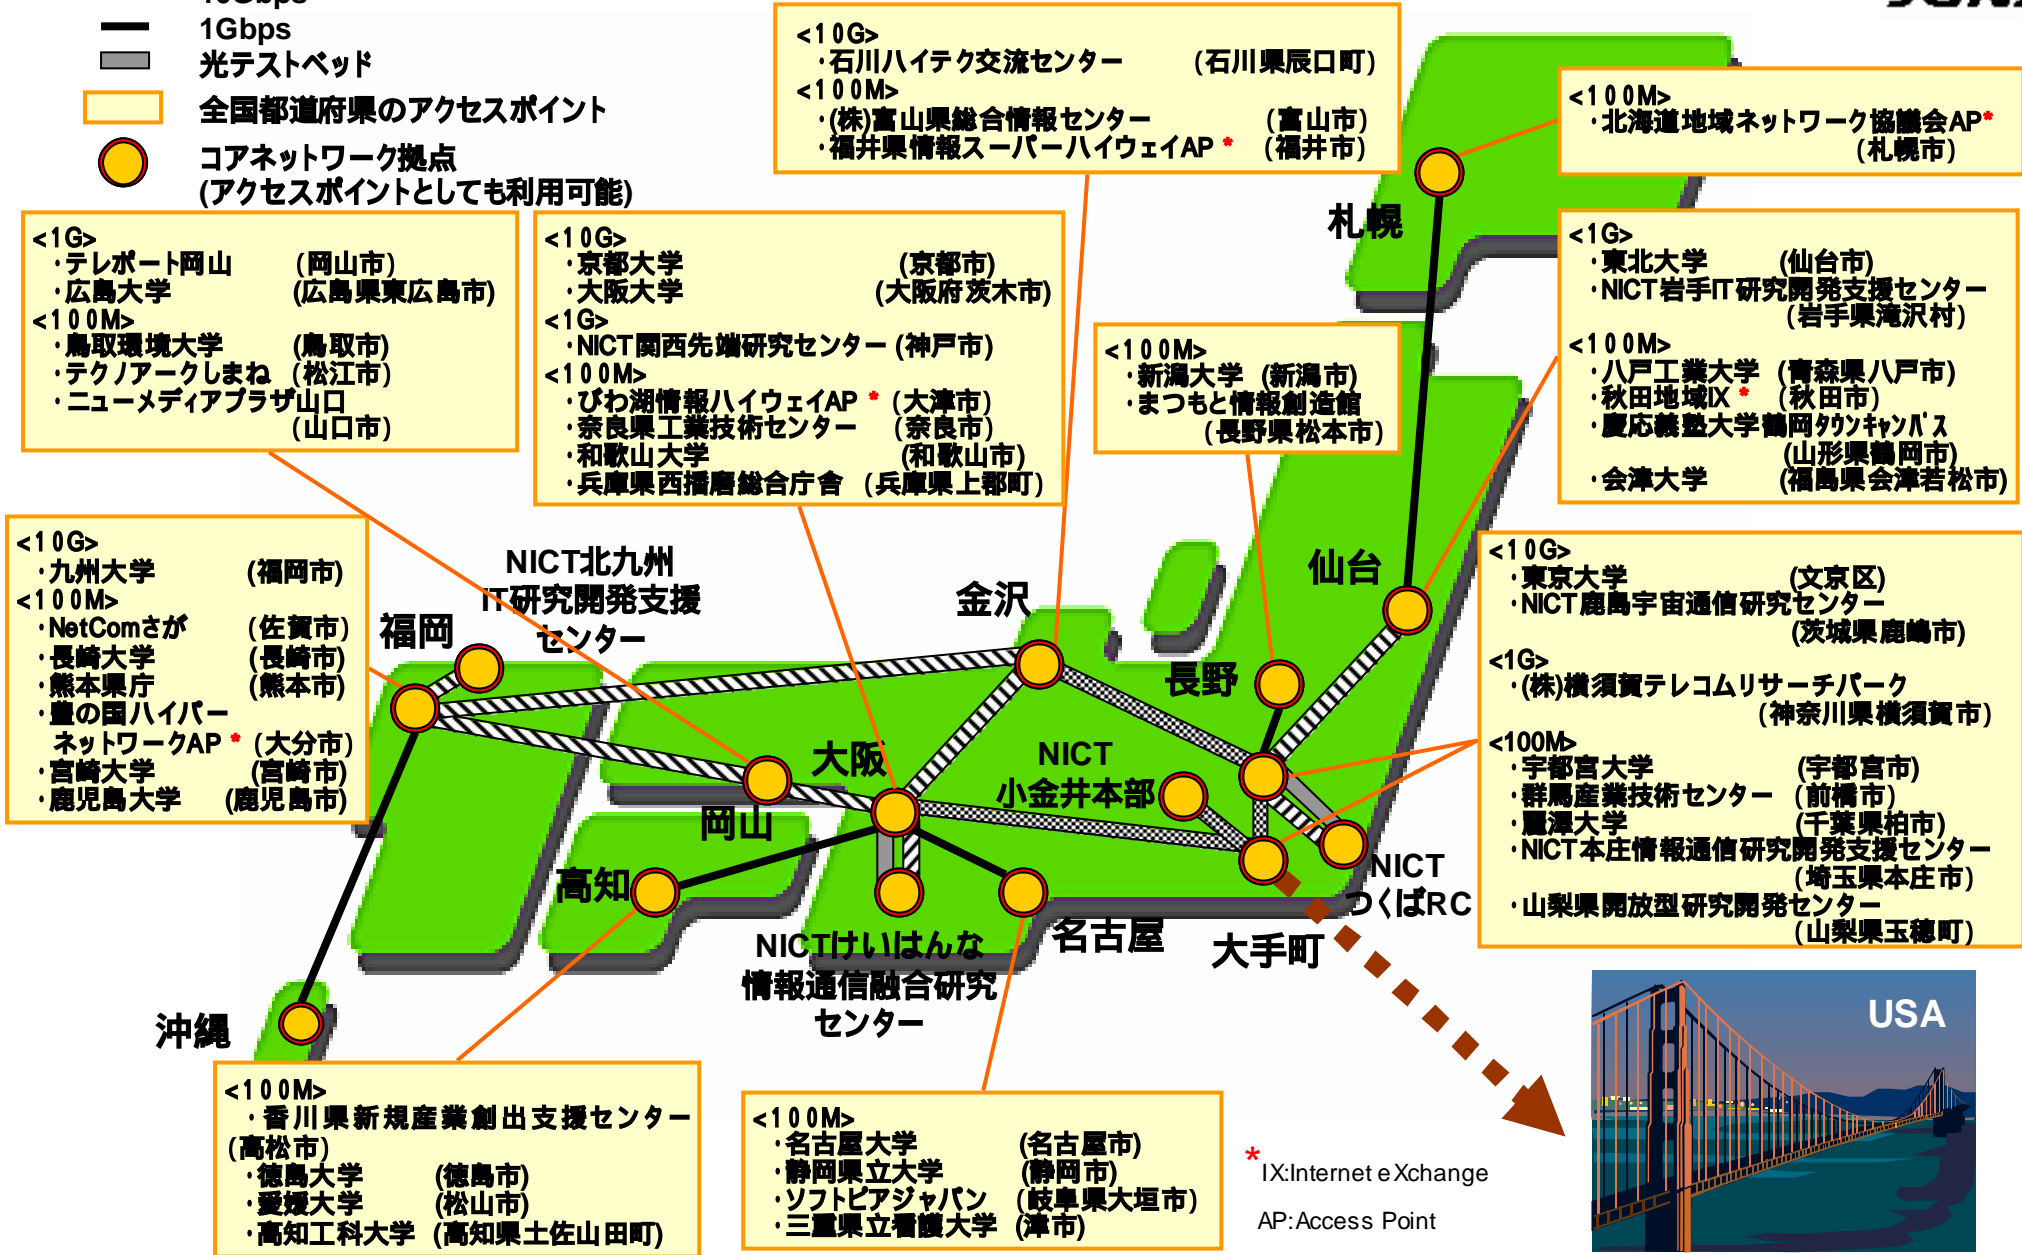 1Gbps
光テストベッド
全国都道府県のアクセスポイント
コアネットワーク拠点
(アクセスポイントとしても利用可能)
<10G>
・石川ハイテク交流センター (石川県辰口町)
<100M>
・(株)富山県総合情報センター (富山市)
・福井県情報スーパーハイウェイAP * (福井市)
<100M>
・北海道地域ネットワーク協議会AP*
(札幌市)
<1G>
・テレポート岡山 (岡山市)
・広島大学 (広島県東広島市)
<100M>
・鳥取環境大学 (鳥取市)
・テクノアークしまね (松江市)
・ニューメディアプラザ山口
(山口市)
<10G>
・京都大学 (京都市)
・大阪大学 (大阪府茨木市)
<1G>
・NICT関西先端研究センター (神戸市)
<100M>
・びわ湖情報ハイウェイAP * (大津市)
・奈良県工業技術センター (奈良市)
・和歌山大学 (和歌山市)
・兵庫県西播磨総合庁舎 (兵庫県上郡町)
<100M>
・新潟大学 (新潟市)
・まつもと情報創造館
(長野県松本市)
<1G>
・東北大学 (仙台市)
・NICT岩手IT研究開発支援センター
(岩手県滝沢村)
<100M>
・八戸工業大学 (青森県八戸市)
・秋田地域IX * (秋田市)
・慶応義塾大学鶴岡タウンキャンパス
(山形県鶴岡市)
・会津大学 (福島県会津若松市)
<10G>
・九州大学 (福岡市)
<100M>
・NetComさが (佐賀市)
・長崎大学 (長崎市)
・熊本県庁 (熊本市)
・豊の国ハイパー
ネットワークAP * (大分市)
・宮崎大学 (宮崎市)
・鹿児島大学 (鹿児島市)
<10G>
・東京大学 (文京区)
・NICT鹿島宇宙通信研究センター
(茨城県鹿嶋市)
<1G>
・(株)横須賀テレコムリサーチパーク
(神奈川県横須賀市)
<100M>
・宇都宮大学 (宇都宮市)
・群馬産業技術センター (前橋市)
・麗澤大学 (千葉県柏市)
・NICT本庄情報通信研究開発支援センター
(埼玉県本庄市)
・山梨県開放型研究開発センター
(山梨県玉穂町)
札幌
仙台
NICT北九州
IT研究開発支援
センター
福岡
金沢
長野
大阪
NICT
小金井本部
岡山
高知
NICT
つくばRC
名古屋
大手町
NICTけいはんな
情報通信融合研究
センター
沖縄
USA
<100M>
・香川県新規産業創出支援センター
(高松市)
・徳島大学 (徳島市)
・愛媛大学 (松山市)
・高知工科大学 (高知県土佐山田町)
<100M>
・名古屋大学 (名古屋市)
・静岡県立大学 (静岡市)
・ソフトピアジャパン (岐阜県大垣市)
・三重県立看護大学 (津市)
*IX:Internet eXchange
AP:Access Point